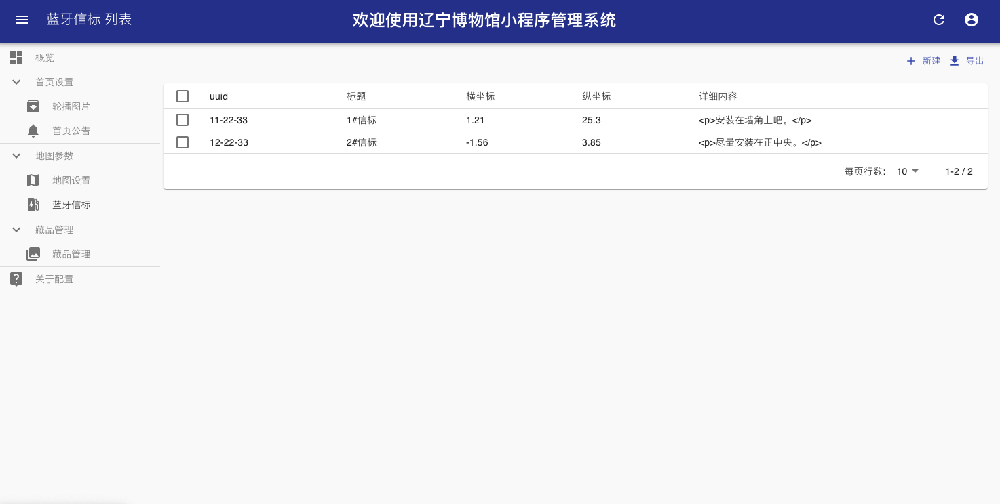 蓝牙信标 列表
欢迎使用辽宁博物馆小程序管理系统
概览
首页设置
轮播图片
首页公告
地图参数
地图设置
蓝牙信标
藏品管理
藏品管理
关于配置
新建 导出
uuid 标题 横坐标 纵坐标 详细内容
11-22-33 1#信标 1.21 25.3 <p>安装在墙角上吧。</p>
12-22-33 2#信标 -1.56 3.85 <p>尽量安装在正中央。</p>
每页行数: 10 1-2 / 2